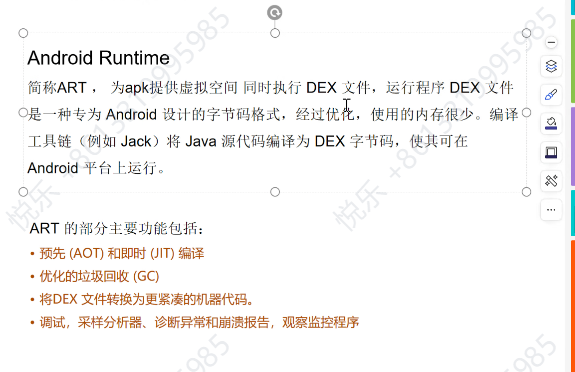 Android Runtime
简称ART ， 为apk提供虚拟空间 同时执行 DEX 文件，运行程序 DEX 文件
是一种专为 Android 设计的字节码格式，经过优化，使用的内存很少。编译
工具链（例如 Jack）将 Java 源代码编译为 DEX 字节码，使其可在
Android 平台上运行。
ART 的部分主要功能包括：
• 预先 (AOT) 和即时 (JIT) 编译
• 优化的垃圾回收 (GC)
• 将DEX 文件转换为更紧凑的机器代码。
• 调试，采样分析器、诊断异常和崩溃报告，观察监控程序